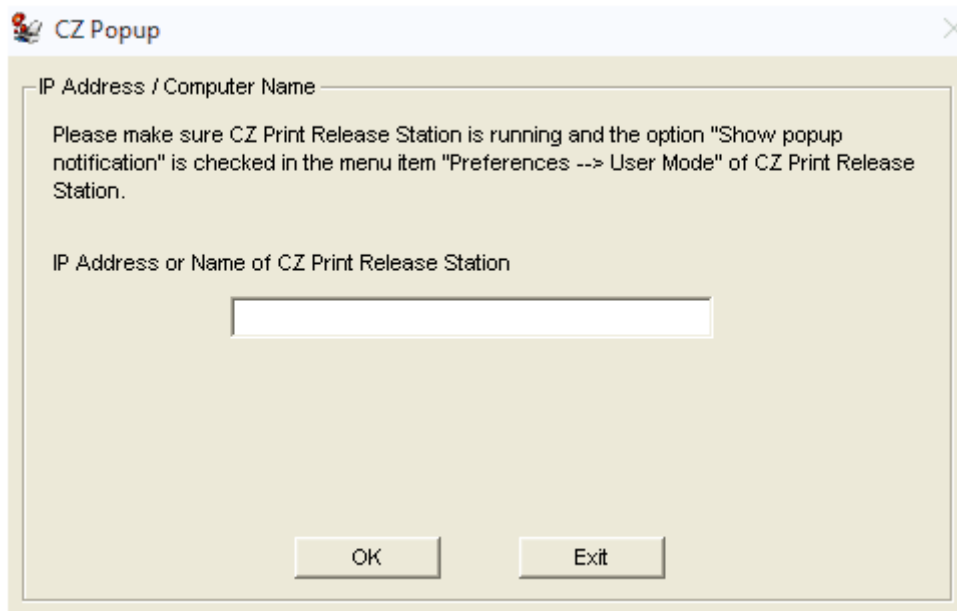 CZ Popup
IP Address / Computer Name
Please make sure CZ Print Release Station is running and the option "Show popup
notification" is checked in the menu item "Preferences --> User Mode" of CZ Print Release
Station.
IP Address or Name of CZ Print Release Station
OK
Exit